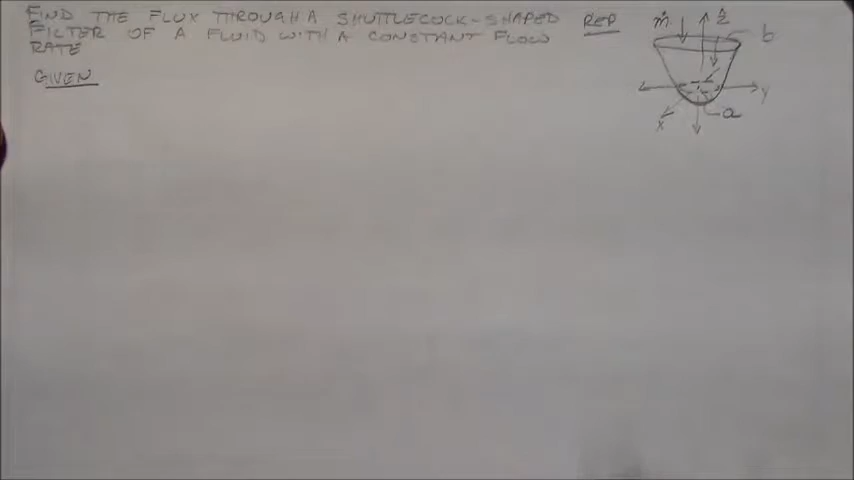 FIND THE FLUX THROUGH A SHUTTLECOCK-SHAPED
FILTER OF A FLUID WITH A CONSTANT FLOW
RATE
GIVEN
REP
ṁ
ẑ
b
y
x
a